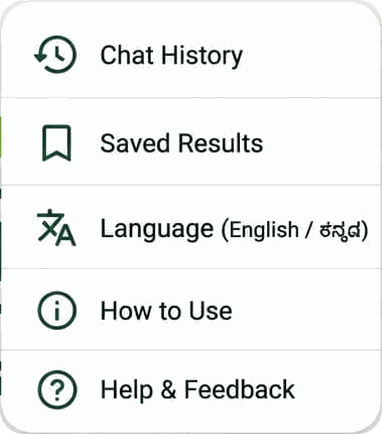 Chat History
Saved Results
Language (English / ಕನ್ನಡ)
How to Use
Help & Feedback